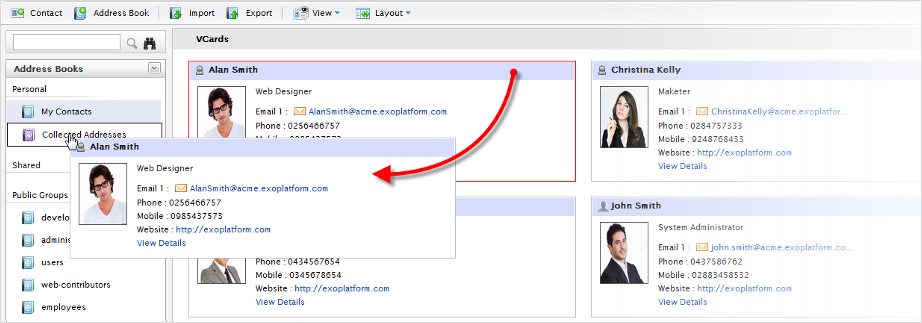 Contact Address Book Import Export View Layout
VCards
Address Books
Personal
My Contacts
Collected Addresses
Shared
Public Groups
develo
adminis
users
web-contributors
employees
Alan Smith
Web Designer
Email 1 : AlanSmith@acme.exoplatform.com
Phone : 0256466757
Christina Kelly
Maketer
Email 1 : ChristinaKelly@acme.exoplatfo...
Phone : 0284757333
Mobile : 9248768433
Website : http://exoplatform.com
View Details
Alan Smith
Web Designer
Email 1 : AlanSmith@acme.exoplatform.com
Phone : 0256466757
Mobile : 0985437573
Website : http://exoplatform.com
View Details
Phone : 0434567654
Mobile : 0345678654
Website : http://exoplatform.com
View Details
John Smith
System Administrator
Email 1 : john.smith@acme.exoplatform.co...
Phone : 0437586762
Mobile : 02883458532
Website : http://exoplatform.com
View Details